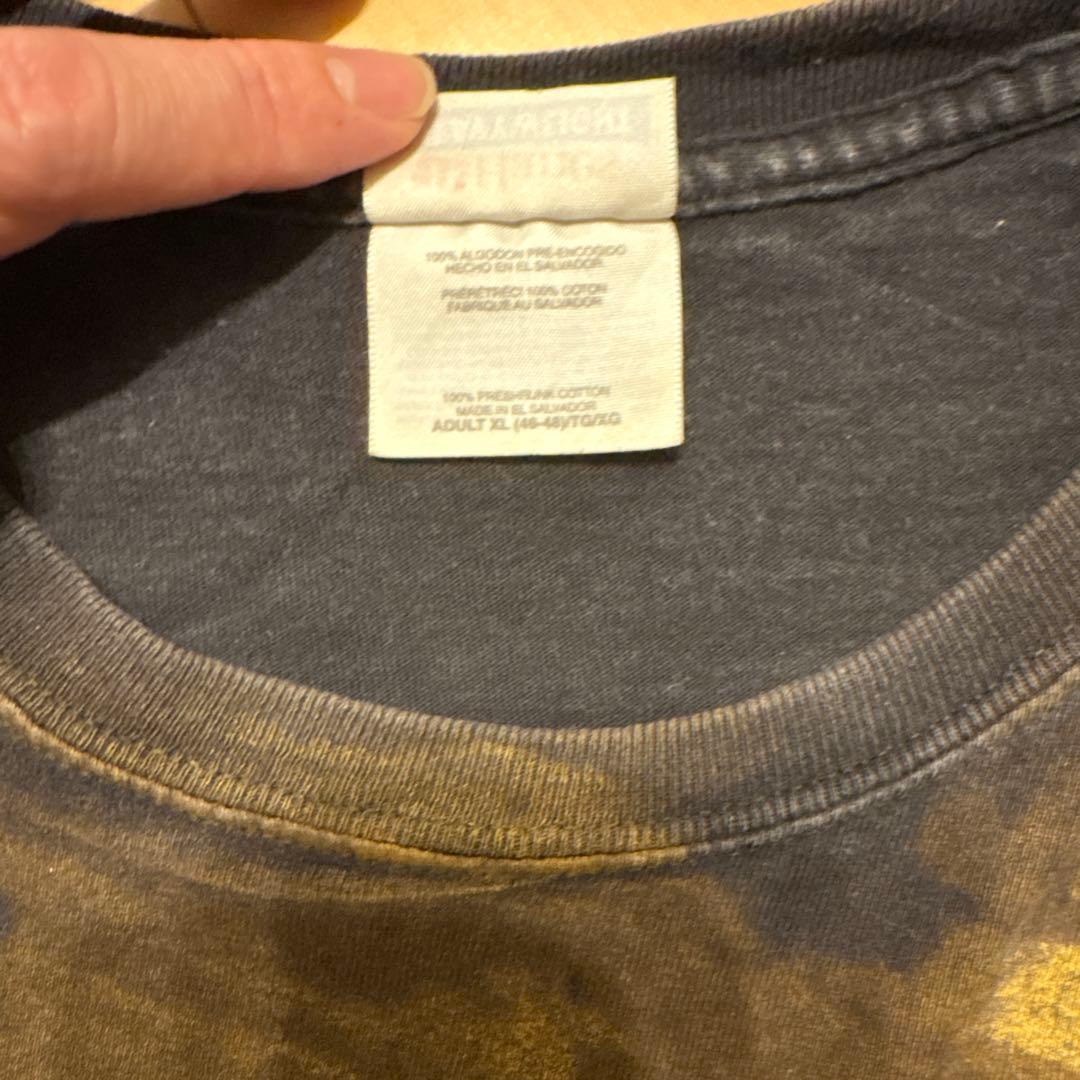 100% ALGODON PRE-ENCOGIDO
HECHO EN EL SALVADOR
PRÉRÉTRÉCI 100% COTON
FABRIQUE AU SALVADOR
100% PRESHRUNK COTTON
MADE IN EL SALVADOR
ADULT XL (46-48)/TG/XG